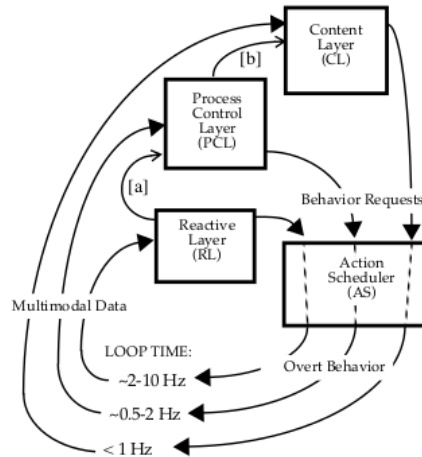 Content
Layer
(CL)
[b]
Process
Control
Layer
(PCL)
[a]
Behavior Requests
Reactive
Layer
(RL)
Action
Scheduler
(AS)
Multimodal Data
LOOP TIME:
Overt Behavior
~2-10 Hz
~0.5-2 Hz
< 1 Hz